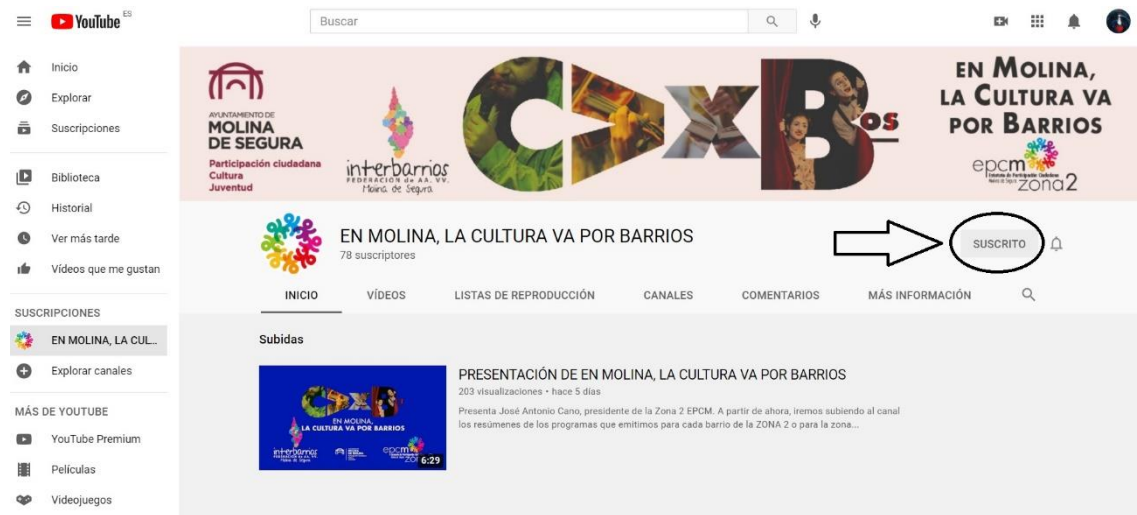 YouTube ES
Buscar
Inicio
Explorar
Suscripciones
Biblioteca
Historial
Ver más tarde
Vídeos que me gustan
SUSCRIPCIONES
EN MOLINA, LA CUL...
Explorar canales
MÁS DE YOUTUBE
YouTube Premium
Películas
Videojuegos
AYUNTAMIENTO DE
MOLINA
DE SEGURA
Participación ciudadana
Cultura
Juventud
interbarrios
FEDERACIÓN de AA. VV.
Molina de Segura
CAxBos
EN MOLINA,
LA CULTURA VA
POR BARRIOS
epcm
zona2
EN MOLINA, LA CULTURA VA POR BARRIOS
78 suscriptores
SUSCRITO
INICIO VÍDEOS LISTAS DE REPRODUCCIÓN CANALES COMENTARIOS MÁS INFORMACIÓN
Subidas
CAxBos
EN MOLINA,
LA CULTURA VA POR BARRIOS
interbarrios
epcm
6:29
PRESENTACIÓN DE EN MOLINA, LA CULTURA VA POR BARRIOS
203 visualizaciones • hace 5 días
Presenta José Antonio Cano, presidente de la Zona 2 EPCM. A partir de ahora, iremos subiendo al canal
los resúmenes de los programas que emitimos para cada barrio de la ZONA 2 o para la zona...